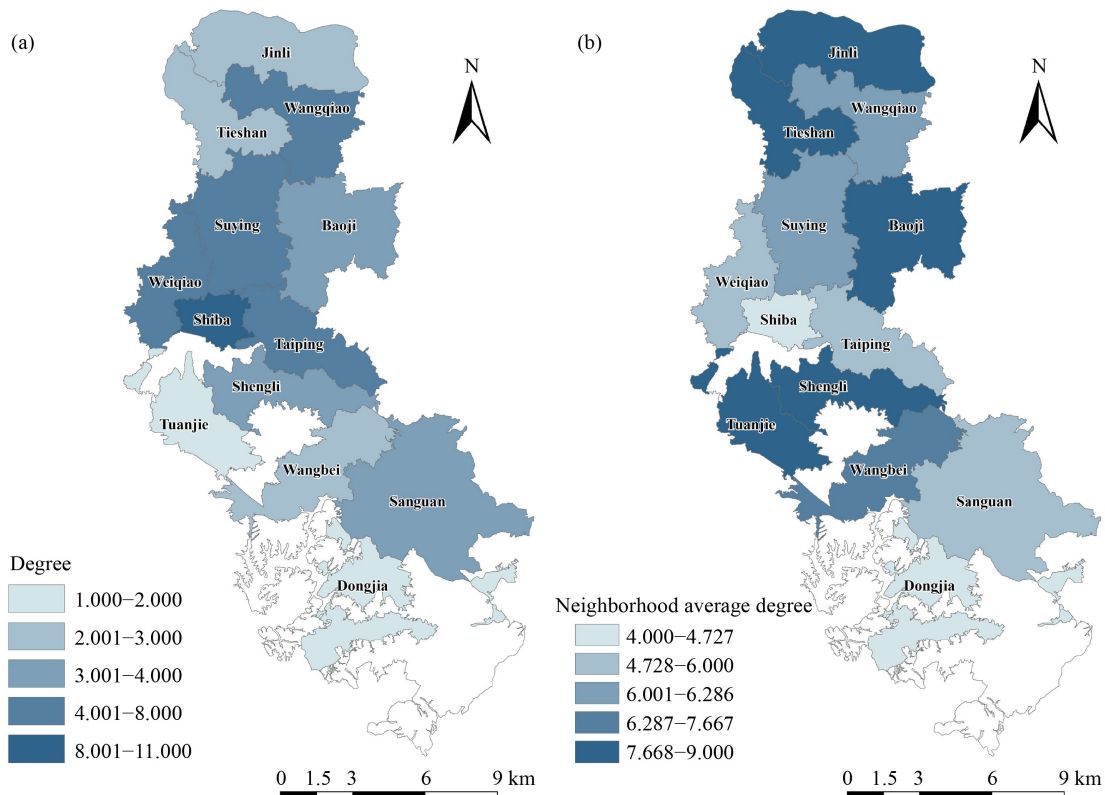 (a)
N
Jinli
Wangqiao
Tieshan
Suying
Baoji
Weiqiao
Shiba
Taiping
Shengli
Tuanjie
Wangbei
Sanguan
Dongjia
Degree
1.000−2.000
2.001−3.000
3.001−4.000
4.001−8.000
8.001−11.000
0 1.5 3 6 9 km
(b)
N
Jinli
Wangqiao
Tieshan
Suying
Baoji
Weiqiao
Shiba
Taiping
Shengli
Tuanjie
Wangbei
Sanguan
Dongjia
Neighborhood average degree
4.000−4.727
4.728−6.000
6.001−6.286
6.287−7.667
7.668−9.000
0 1.5 3 6 9 km